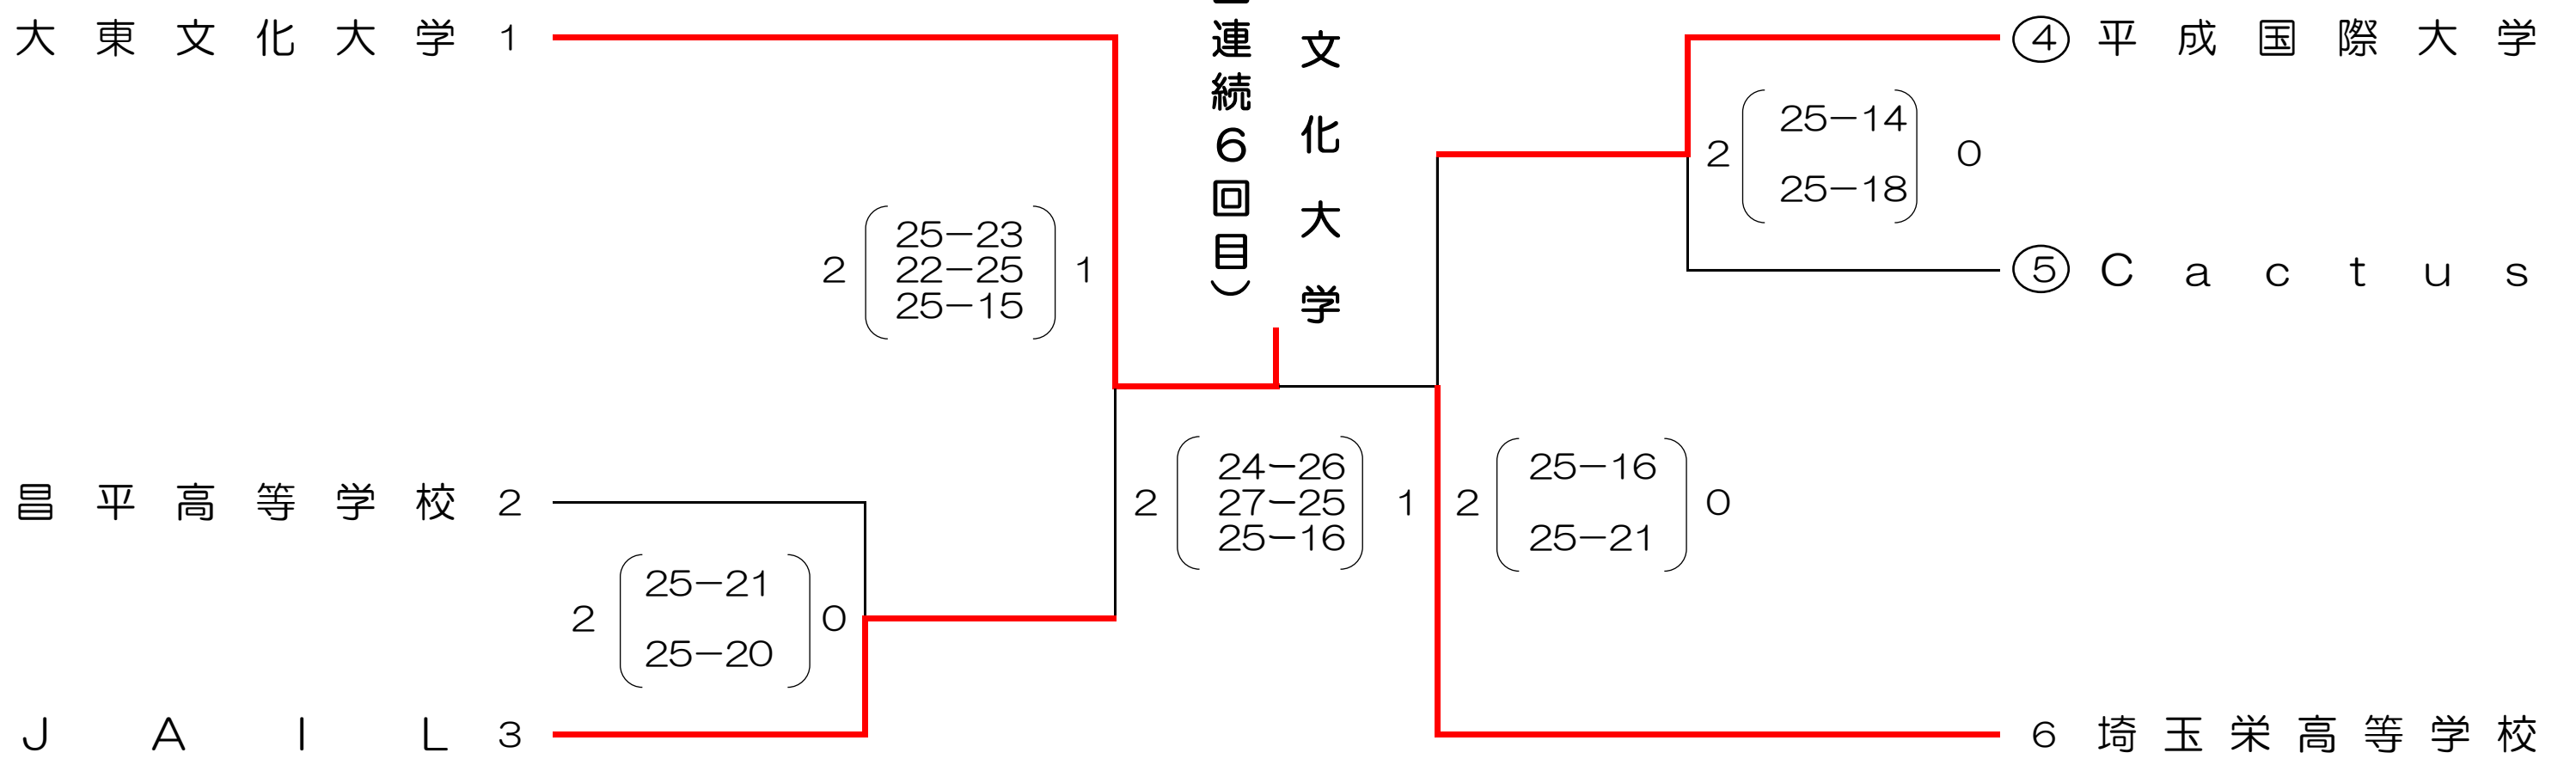 大東文化大学 1
2 25-23 1
22-25
25-15
昌平高等学校 2
2 25-21 0
25-20
JAIL 3
連続6回目)
文化大学
2 24-26 1
27-25
25-16
④ 平成国際大学
2 25-14 0
25-18
⑤ Cactus
2 25-16 0
25-21
6 埼玉栄高等学校